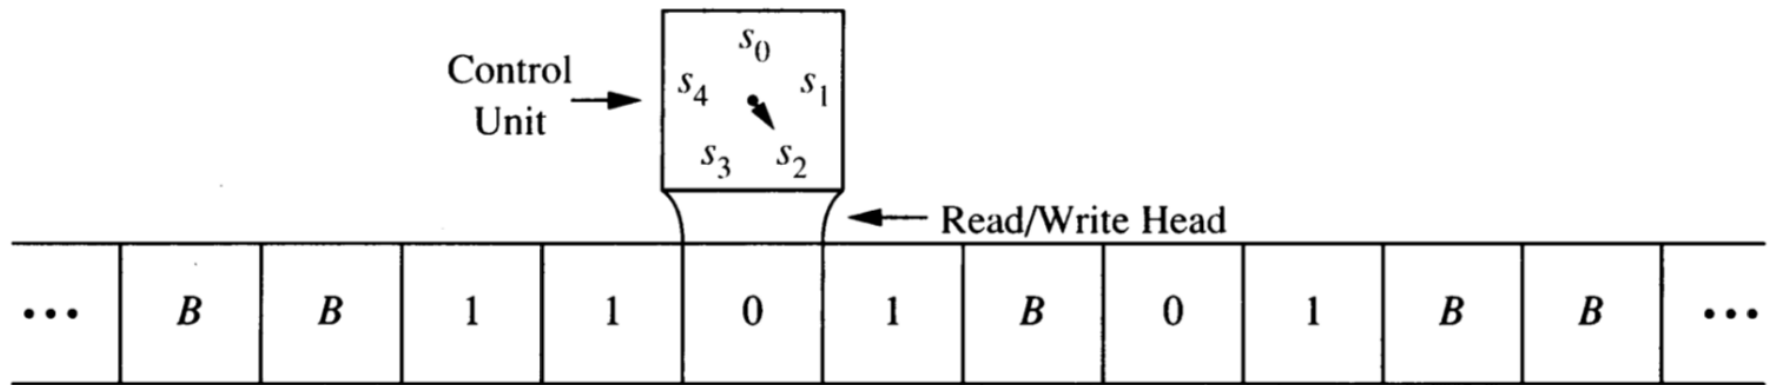 s0
Control Unit
s4 s1
s3 s2
Read/Write Head
... B B 1 1 0 1 B 0 1 B B ...